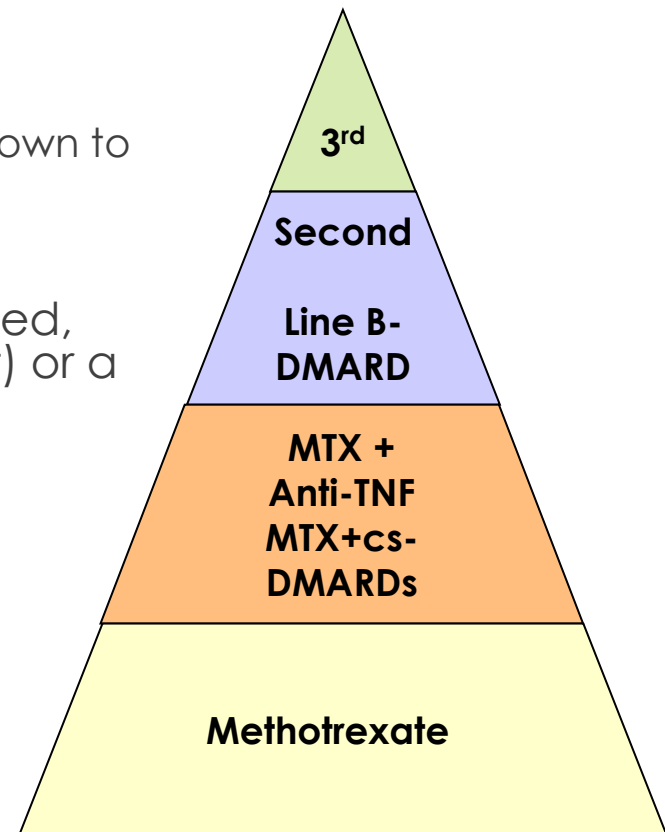 own to
ed,
) or a
3rd
Second
Line B-
DMARD
MTX +
Anti-TNF
MTX+cs-
DMARDs
Methotrexate